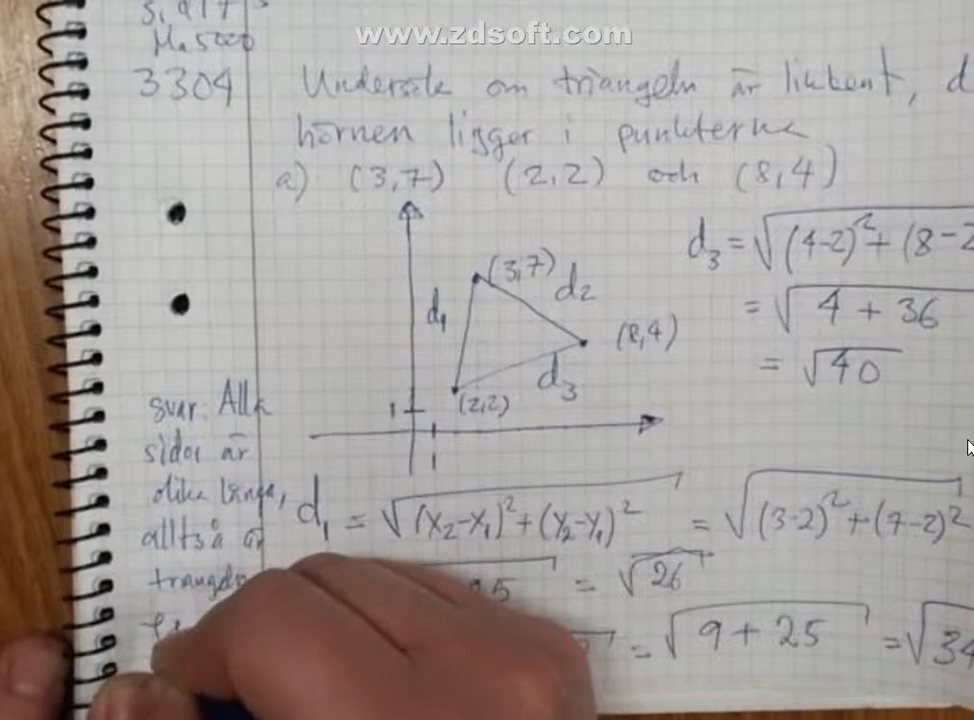 www.zdsoft.com
3304 Undersök om triangeln är likbent, d
hörnen ligger i punkterna
a) (3,7) (2,2) och (8,4)
d₃ = √(4-2)² + (8-2
= √4 + 36
= √40
(3,7)
d₂
d₁
(8,4)
d₃
(2,2)
1
1
svar: Alla
sidor är
olika långa,
alltså är
d₁ = √(x₂-x₁)² + (y₂-y₁)² = √(3-2)² + (7-2)²
25 = √26
= √9 + 25 = √34